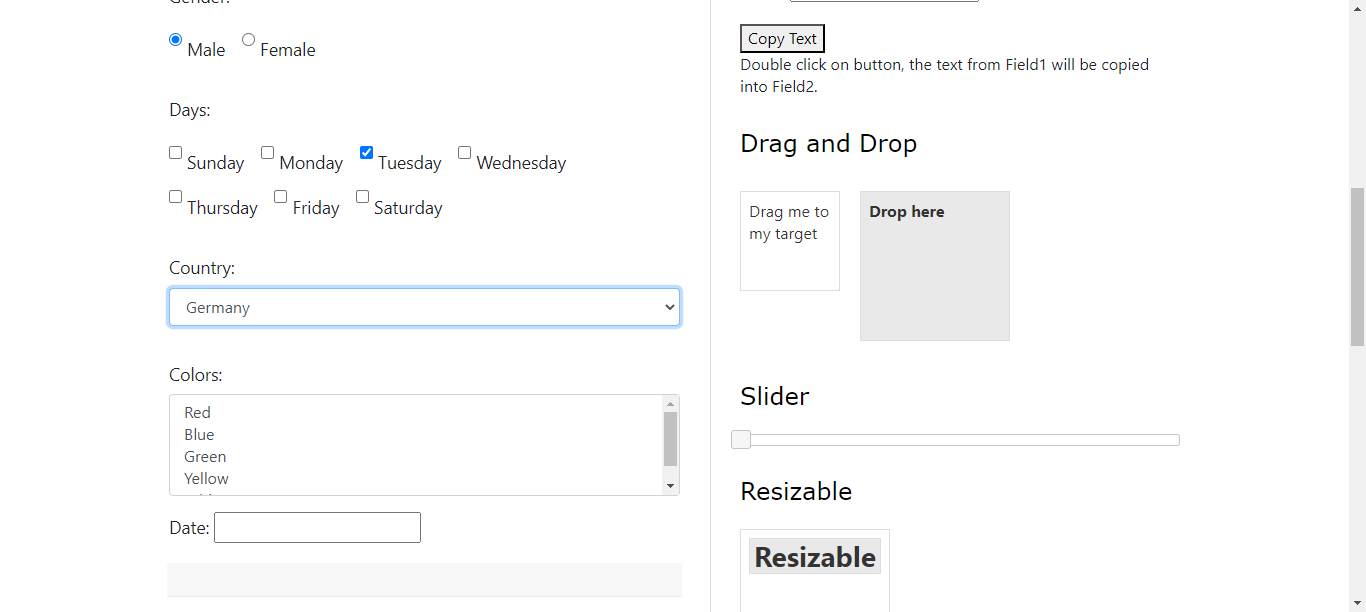 Gender:
Male Female
Days:
Sunday Monday Tuesday Wednesday
Thursday Friday Saturday
Country:
Germany
Colors:
Red
Blue
Green
Yellow
Date:
Copy Text
Double click on button, the text from Field1 will be copied
into Field2.
Drag and Drop
Drag me to
my target
Drop here
Slider
Resizable
Resizable